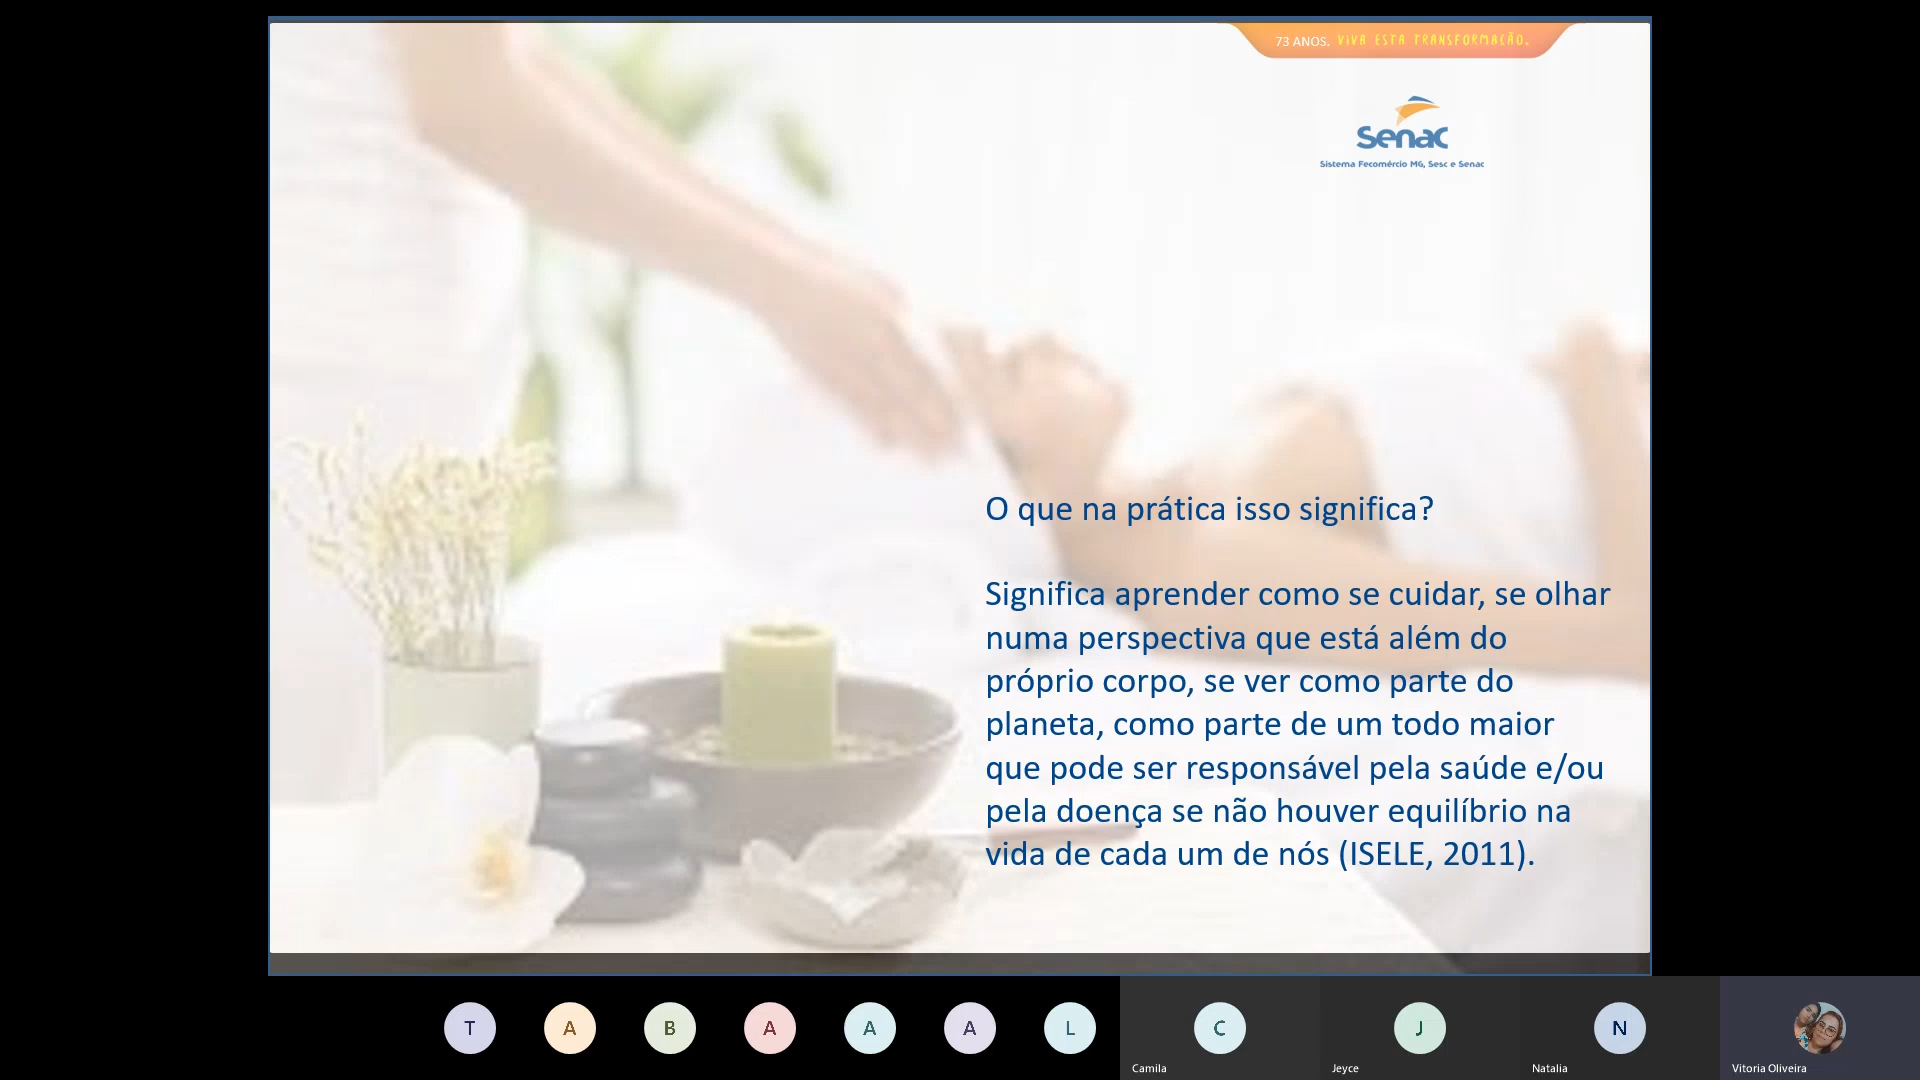 73 ANOS. VIVA ESTA TRANSFORMAÇÃO.
Senac
Sistema Fecomércio MG, Sesc e Senac
O que na prática isso significa?
Significa aprender como se cuidar, se olhar
numa perspectiva que está além do
próprio corpo, se ver como parte do
planeta, como parte de um todo maior
que pode ser responsável pela saúde e/ou
pela doença se não houver equilíbrio na
vida de cada um de nós (ISELE, 2011).
T A B A A A L C J N
Camila Jeyce Natalia Vitoria Oliveira